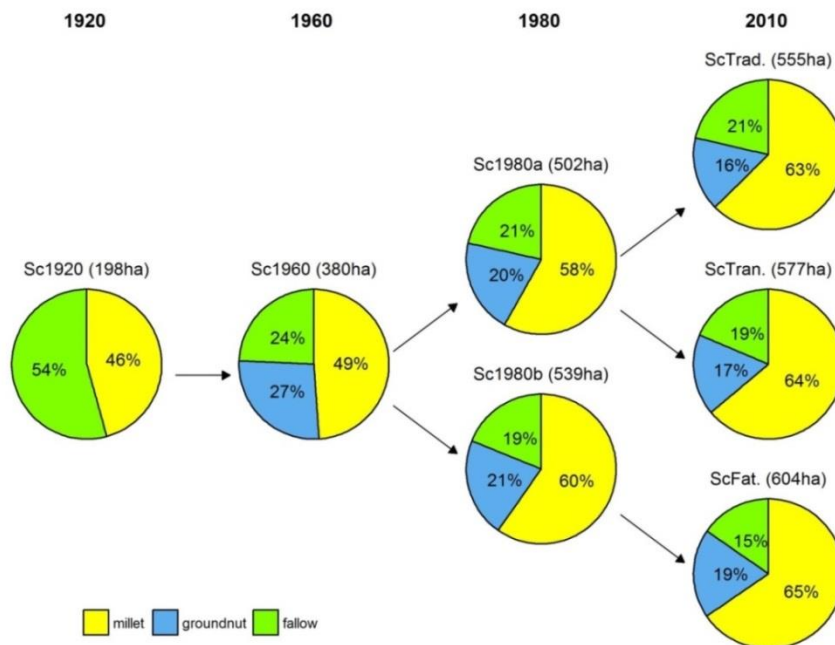 1920 1960 1980 2010
ScTrad. (555ha)
21%
16% 63%
Sc1980a (502ha)
21%
20% 58%
Sc1920 (198ha) Sc1960 (380ha) ScTran. (577ha)
54% 46%
24%
27% 49%
19%
17% 64%
Sc1980b (539ha)
19%
21% 60%
ScFat. (604ha)
15%
19% 65%
millet groundnut fallow